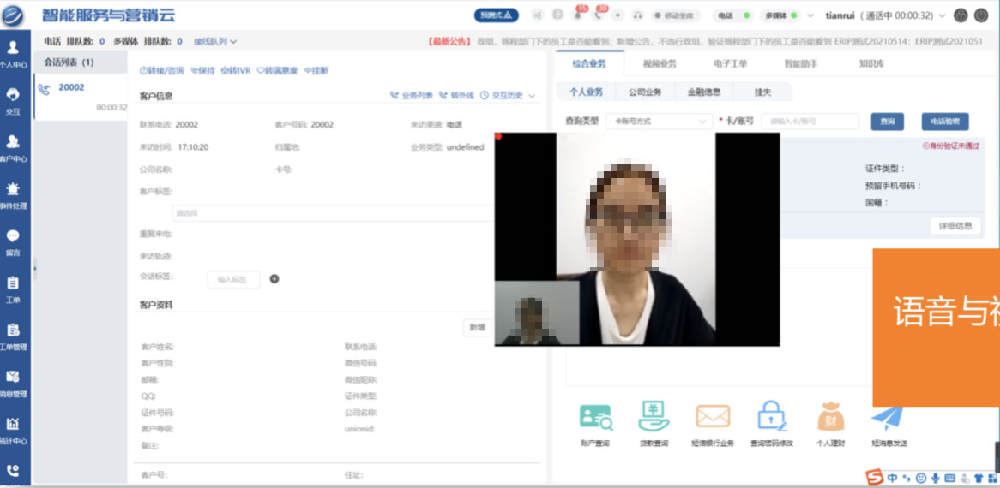 智能服务与营销云
预测式
15
30
移动坐席
电话
多媒体
tianrui ( 通话中 00:00:32)
电话 排队数: 0 多媒体 排队数: 0 接线队列
【最新公告】 政组、锦程部门下的员工是否能看到: 新增公告, 不选行政组, 验证锦程部门下的员工是否能看到 ERIP测试20210514: ERIP测试2021051
个人中心
交互
客户中心
事件处理
留言
工单
工单管理
消息管理
统计中心
会话列表 (1)
20002
00:00:32
转接/咨询 保持 转IVR 转满意度 挂断
客户信息
业务列表 转外线 交互历史
联系电话: 20002 客户号码: 20002 来访渠道: 电话
来访时间: 17:10:20 归属地: 业务类型: undefined
公司名称: 卡号:
客户标签:
请选择
重复来电:
来访轨迹:
会话标签: 输入标签
客户资料
新增
客户姓名: 联系电话:
客户性别: 微信号码:
邮箱: 微信昵称:
QQ: 证件类型:
证件号码: 公司名称:
客户等级: unionid:
备注:
客户号: 住址:
综合业务 视频业务 电子工单 智能助手 知识库
个人业务 公司业务 金融信息 挂失
查询类型 卡账号方式 * 卡/账号 请输入卡/账号 查询 电话验密
身份验证未通过
证件类型:
预留手机号码:
国籍:
详细信息
语音与视
账户查询 贷款查询 短信银行业务 查询密码修改 个人理财 短消息发送
财
中